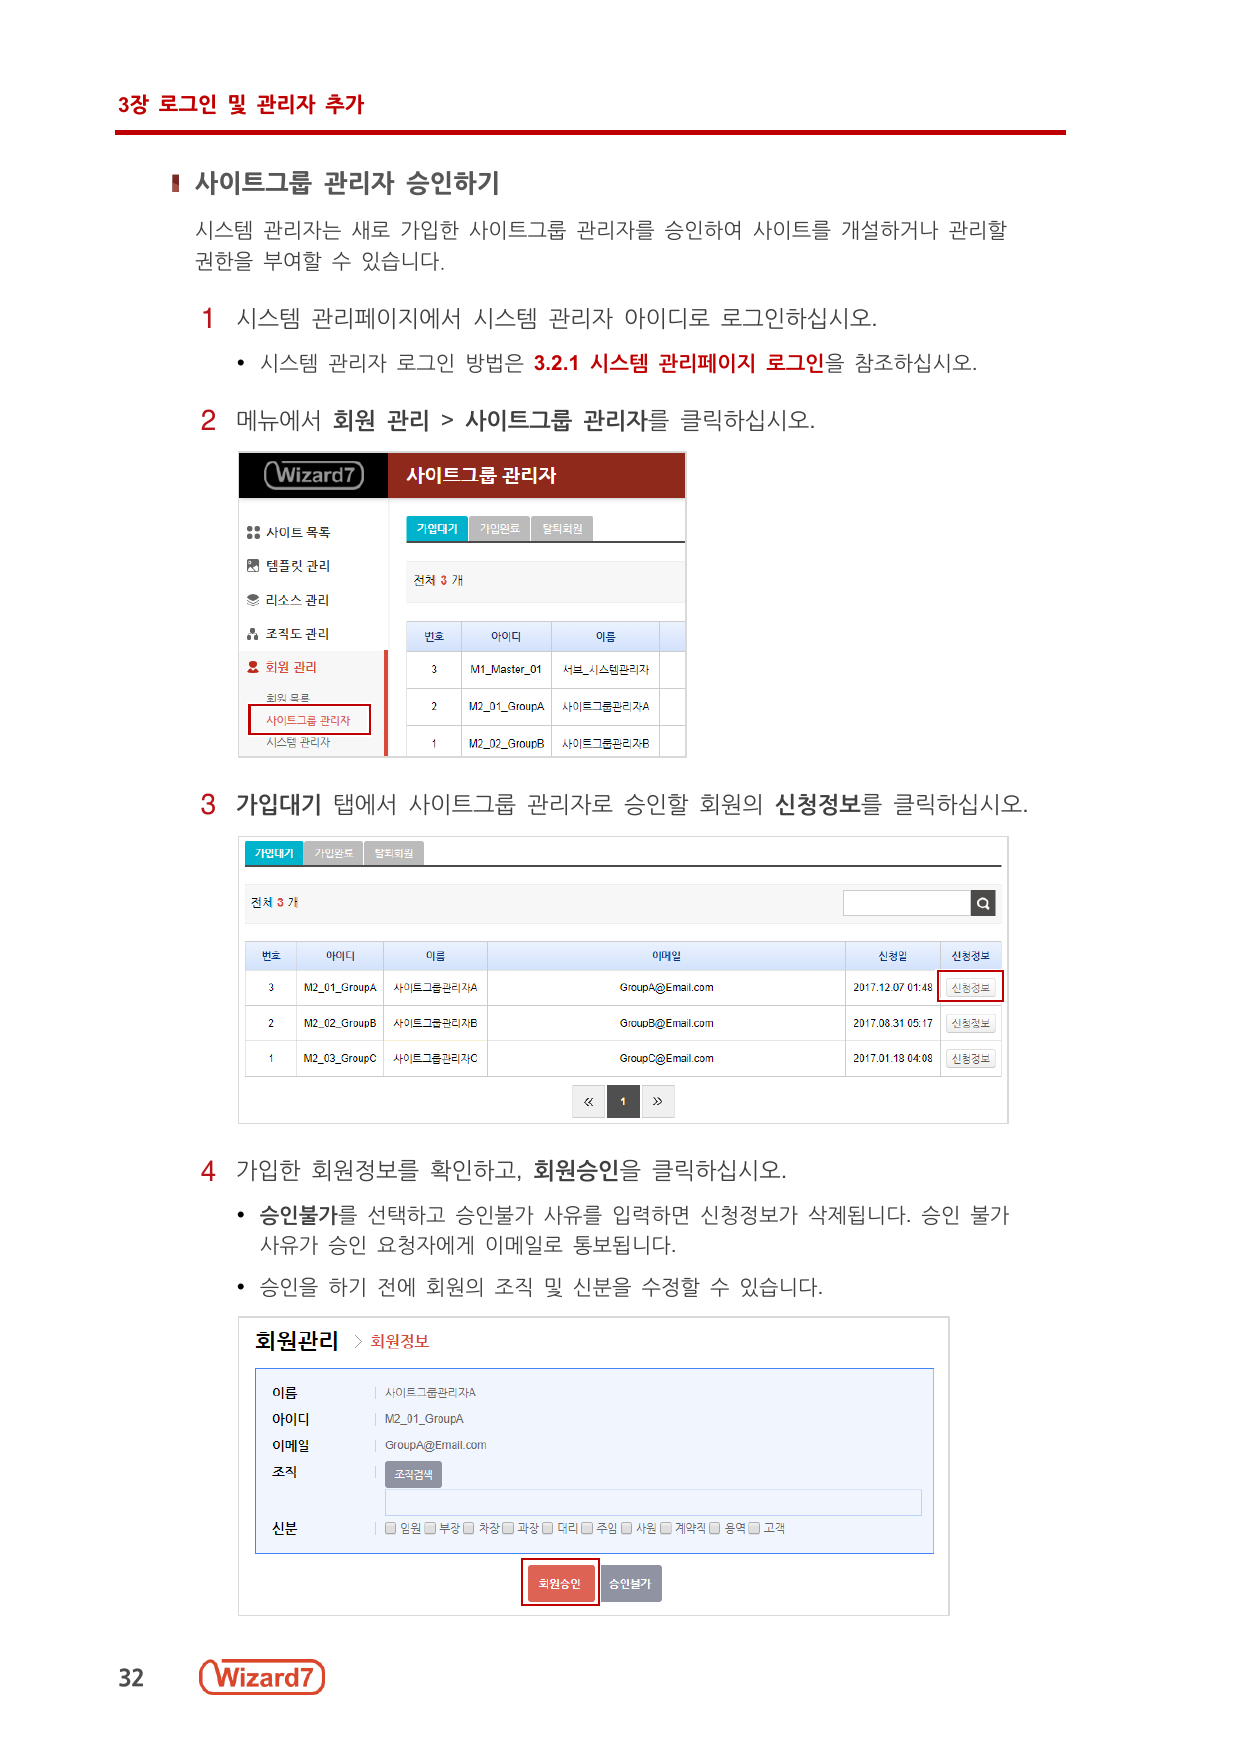 3장 로그인 및 관리자 추가
사이트그룹 관리자 승인하기
시스템 관리자는 새로 가입한 사이트그룹 관리자를 승인하여 사이트를 개설하거나 관리할
권한을 부여할 수 있습니다.
1 시스템 관리페이지에서 시스템 관리자 아이디로 로그인하십시오.
• 시스템 관리자 로그인 방법은 3.2.1 시스템 관리페이지 로그인을 참조하십시오.
2 메뉴에서 회원 관리 > 사이트그룹 관리자를 클릭하십시오.
Wizard7 사이트그룹 관리자
사이트 목록
템플릿 관리
리소스 관리
조직도 관리
회원 관리
회원 목록
사이트그룹 관리자
시스템 관리자
가입대기 가입완료 탈퇴회원
전체 3 개
번호 아이디 이름
3 M1_Master_01 서브_시스템관리자
2 M2_01_GroupA 사이트그룹관리자A
1 M2_02_GroupB 사이트그룹관리자B
3 가입대기 탭에서 사이트그룹 관리자로 승인할 회원의 신청정보를 클릭하십시오.
가입대기 가입완료 탈퇴회원
전체 3 개
번호 아이디 이름 이메일 신청일 신청정보
3 M2_01_GroupA 사이트그룹관리자A GroupA@Email.com 2017.12.07 01:48 신청정보
2 M2_02_GroupB 사이트그룹관리자B GroupB@Email.com 2017.08.31 05:17 신청정보
1 M2_03_GroupC 사이트그룹관리자C GroupC@Email.com 2017.01.18 04:08 신청정보
« 1 »
4 가입한 회원정보를 확인하고, 회원승인을 클릭하십시오.
• 승인불가를 선택하고 승인불가 사유를 입력하면 신청정보가 삭제됩니다. 승인 불가
사유가 승인 요청자에게 이메일로 통보됩니다.
• 승인을 하기 전에 회원의 조직 및 신분을 수정할 수 있습니다.
회원관리 > 회원정보
이름 사이트그룹관리자A
아이디 M2_01_GroupA
이메일 GroupA@Email.com
조직 조직검색
신분 임원 부장 차장 과장 대리 주임 사원 계약직 용역 고객
회원승인 승인불가
32 Wizard7